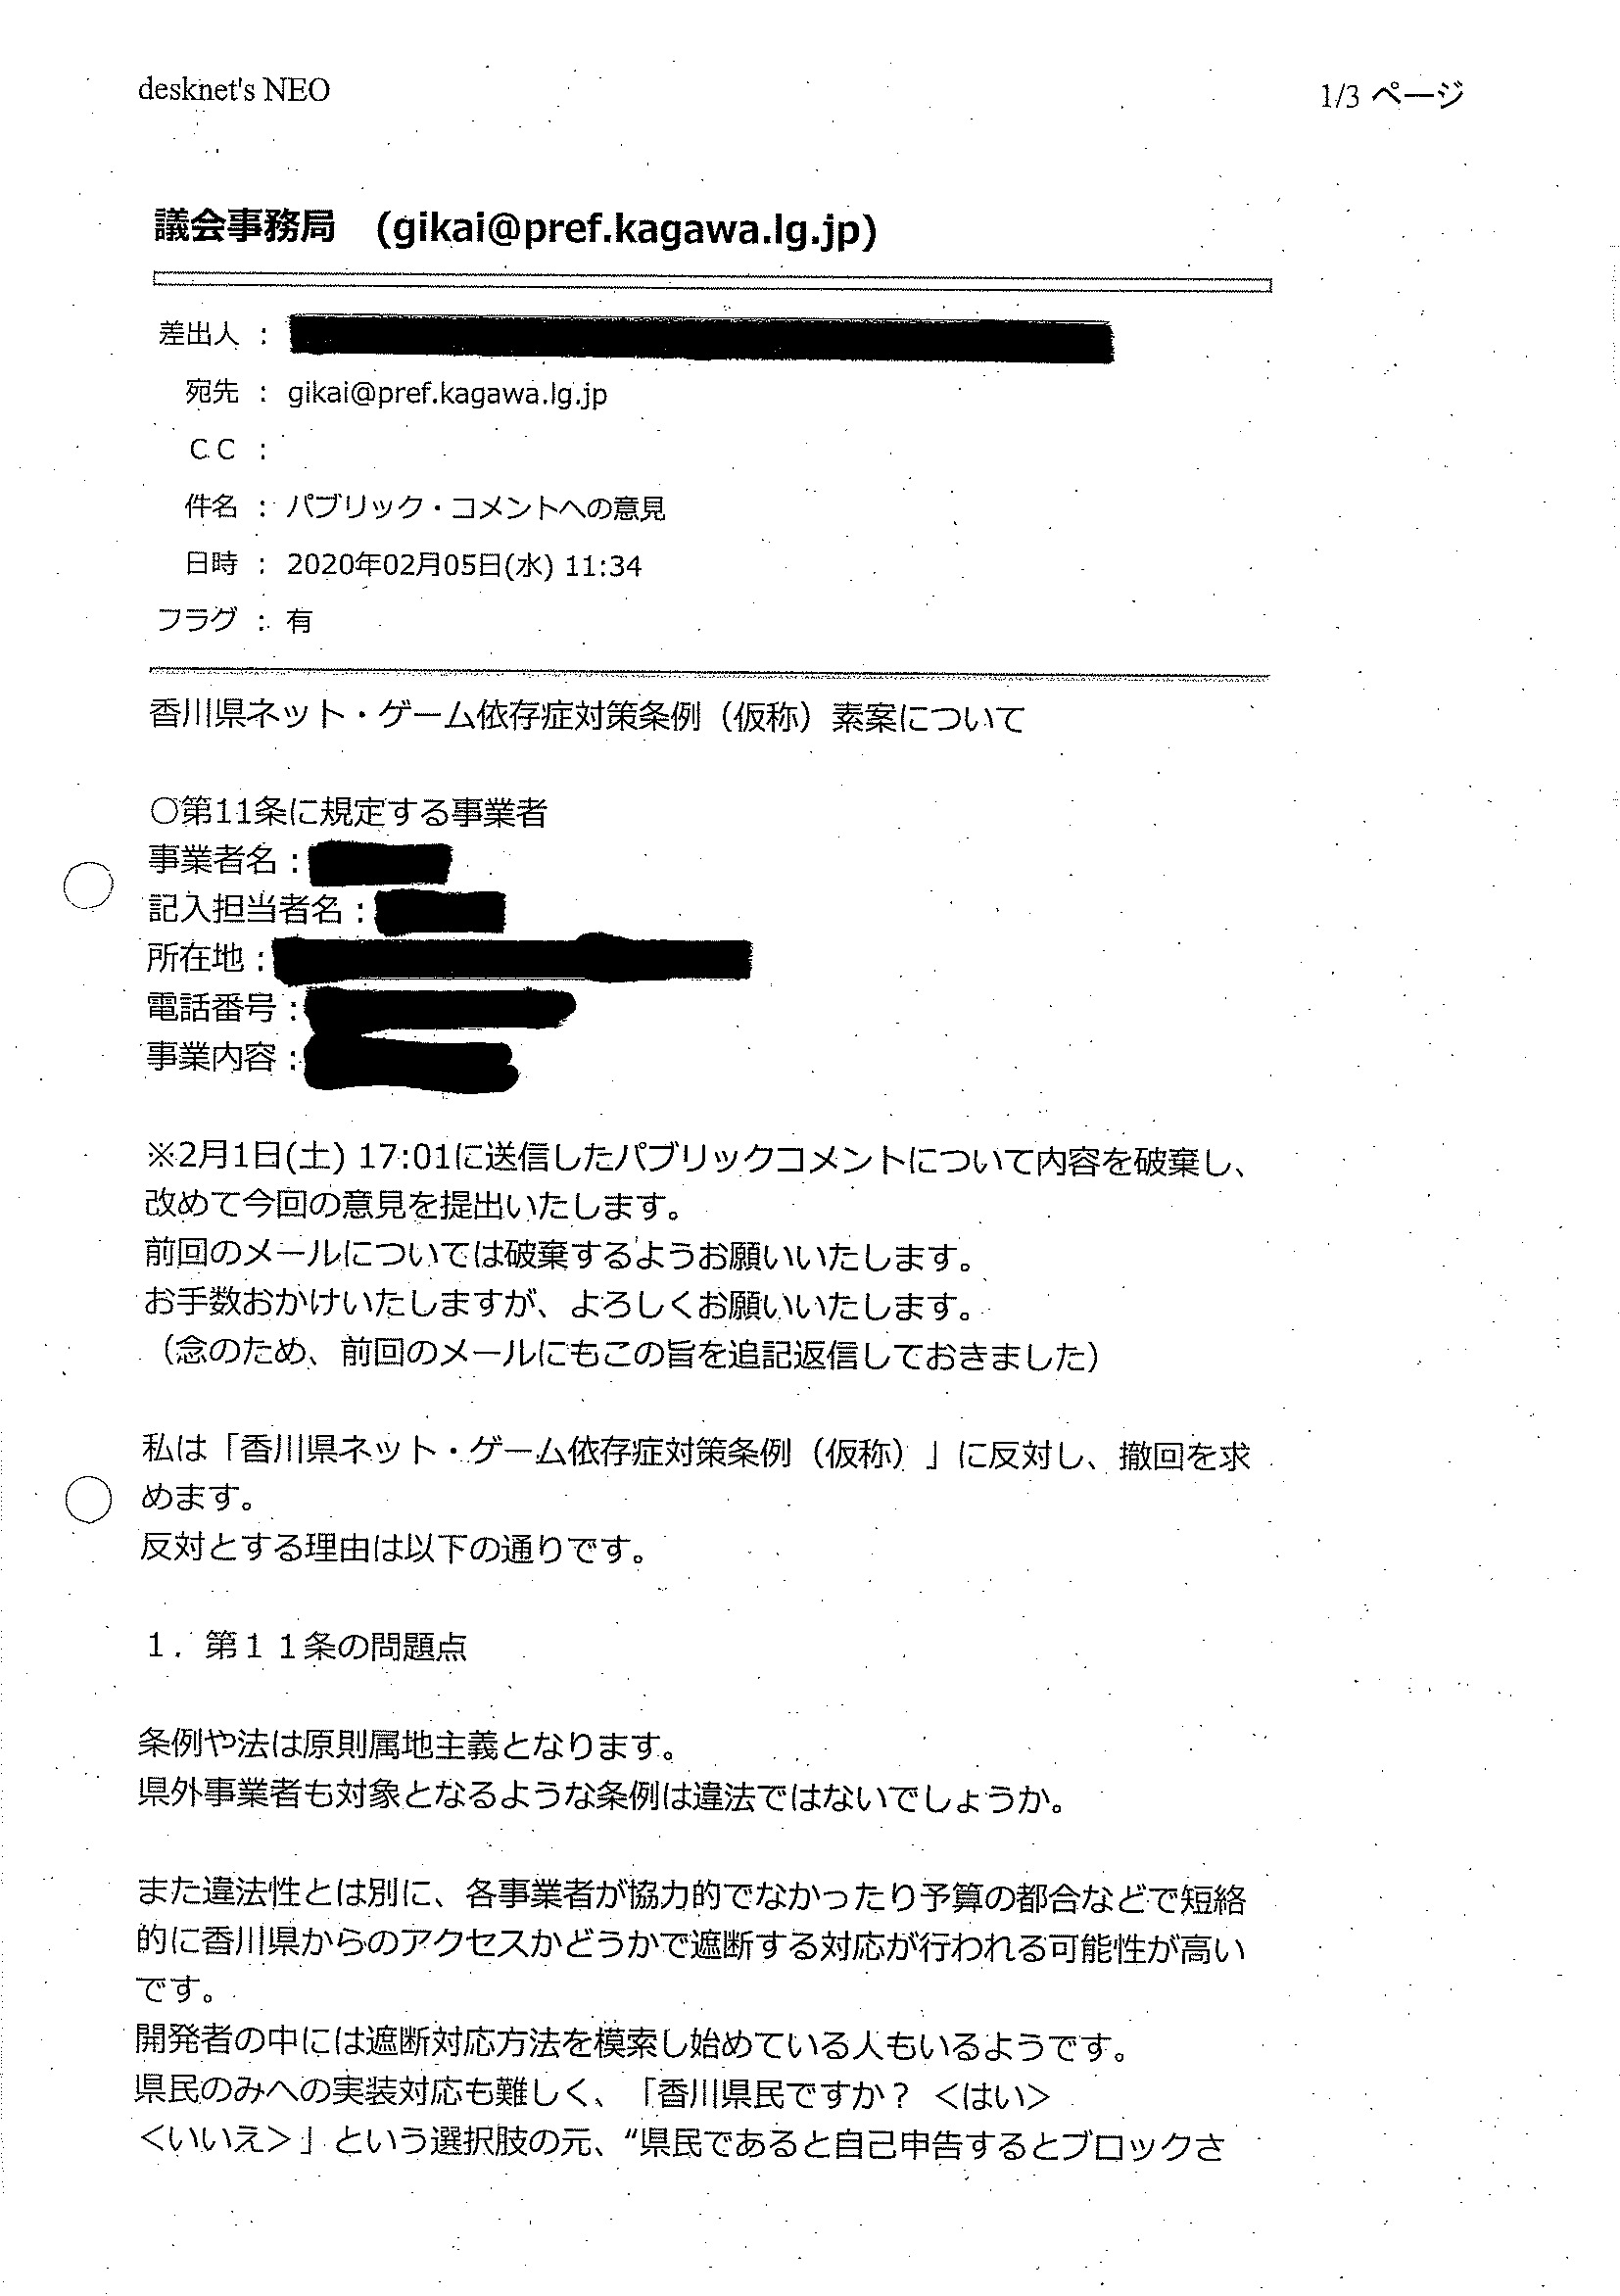 desknet's NEO
1/3 ページ
議会事務局 (gikai@pref.kagawa.lg.jp)
差出人 :
宛先 : gikai@pref.kagawa.lg.jp
ＣＣ :
件名 : パブリック・コメントへの意見
日時 : 2020年02月05日(水) 11:34
フラグ : 有
香川県ネット・ゲーム依存症対策条例（仮称）素案について
○第11条に規定する事業者
事業者名：
記入担当者名：
所在地：
電話番号：
事業内容：
※2月1日(土) 17:01に送信したパブリックコメントについて内容を破棄し、
改めて今回の意見を提出いたします。
前回のメールについては破棄するようお願いいたします。
お手数おかけいたしますが、よろしくお願いいたします。
（念のため、前回のメールにもこの旨を追記返信しておきました）
私は「香川県ネット・ゲーム依存症対策条例（仮称）」に反対し、撤回を求
めます。
反対とする理由は以下の通りです。
１．第１１条の問題点
条例や法は原則属地主義となります。
県外事業者も対象となるような条例は違法ではないでしょうか。
また違法性とは別に、各事業者が協力的でなかったり予算の都合などで短絡
的に香川県からのアクセスかどうかで遮断する対応が行われる可能性が高い
です。
開発者の中には遮断対応方法を模索し始めている人もいるようです。
県民のみへの実装対応も難しく、「香川県民ですか？ ＜はい＞
＜いいえ＞」という選択肢の元、“県民であると自己申告するとブロックさ